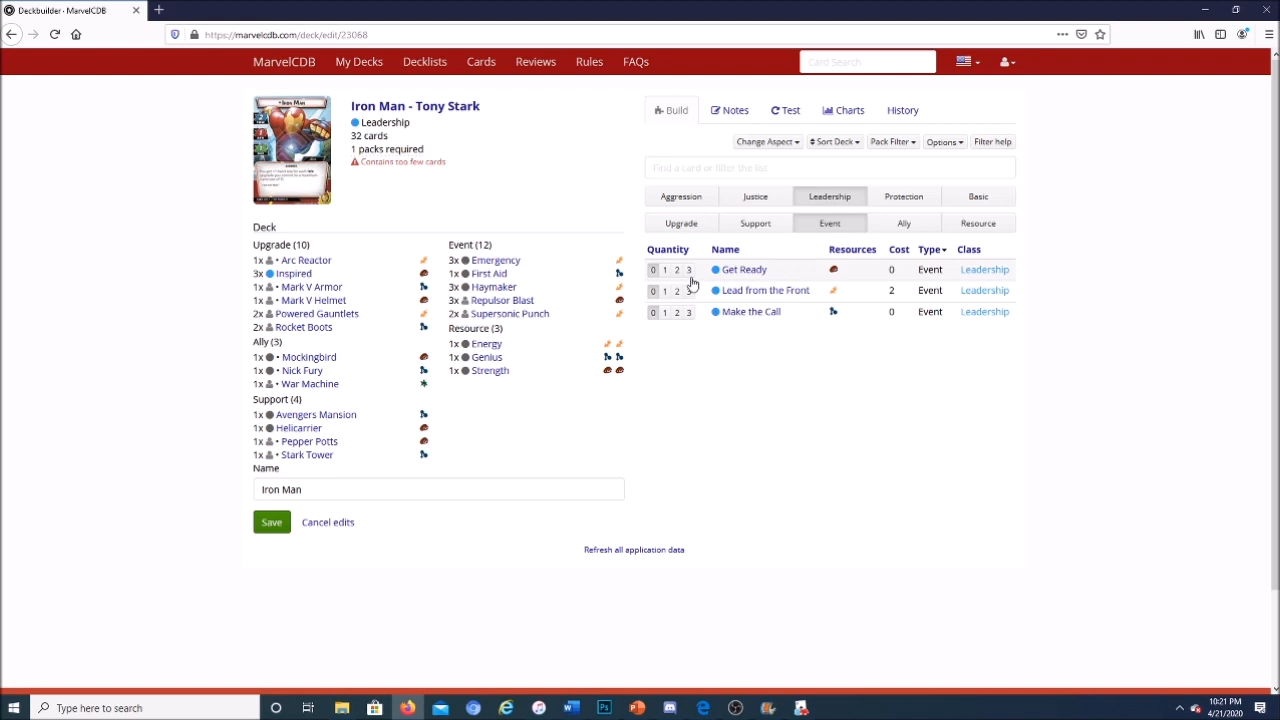 Deckbuilder · MarvelCDB
https://marvelcdb.com/deck/edit/23068
MarvelCDB My Decks Decklists Cards Reviews Rules FAQs Card Search
Iron Man - Tony Stark
Leadership
32 cards
1 packs required
Contains too few cards
Build Notes Test Charts History
Change Aspect Sort Deck Pack Filter Options Filter help
Find a card or filter the list
Aggression Justice Leadership Protection Basic
Upgrade Support Event Ally Resource
Quantity Name Resources Cost Type Class
0 1 2 3 Get Ready 0 Event Leadership
0 1 2 3 Lead from the Front 2 Event Leadership
0 1 2 3 Make the Call 0 Event Leadership
Deck
Upgrade (10)
1x • Arc Reactor
3x Inspired
1x • Mark V Armor
1x • Mark V Helmet
2x Powered Gauntlets
2x Rocket Boots
Ally (3)
1x • Mockingbird
1x • Nick Fury
1x • War Machine
Support (4)
1x Avengers Mansion
1x Helicarrier
1x • Pepper Potts
1x • Stark Tower
Event (12)
3x Emergency
1x First Aid
2x Haymaker
3x Repulsor Blast
2x Supersonic Punch
Resource (3)
1x Energy
1x Genius
1x Strength
Name
Iron Man
Save Cancel edits
Refresh all application data
Type here to search
10:21 PM
4/21/2020